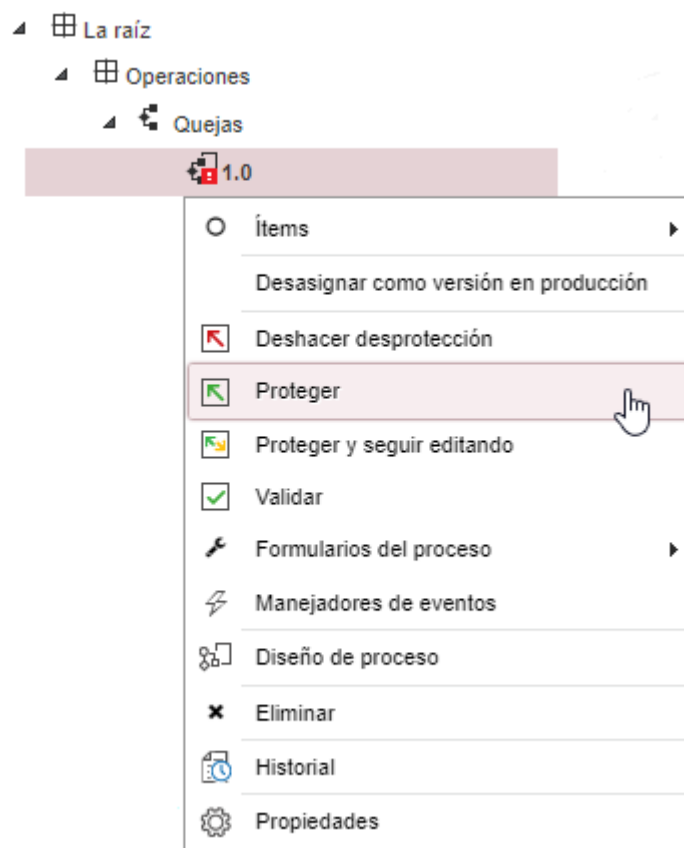 La raíz
Operaciones
Quejas
1.0
Ítems
Desasignar como versión en producción
Deshacer desprotección
Proteger
Proteger y seguir editando
Validar
Formularios del proceso
Manejadores de eventos
Diseño de proceso
Eliminar
Historial
Propiedades